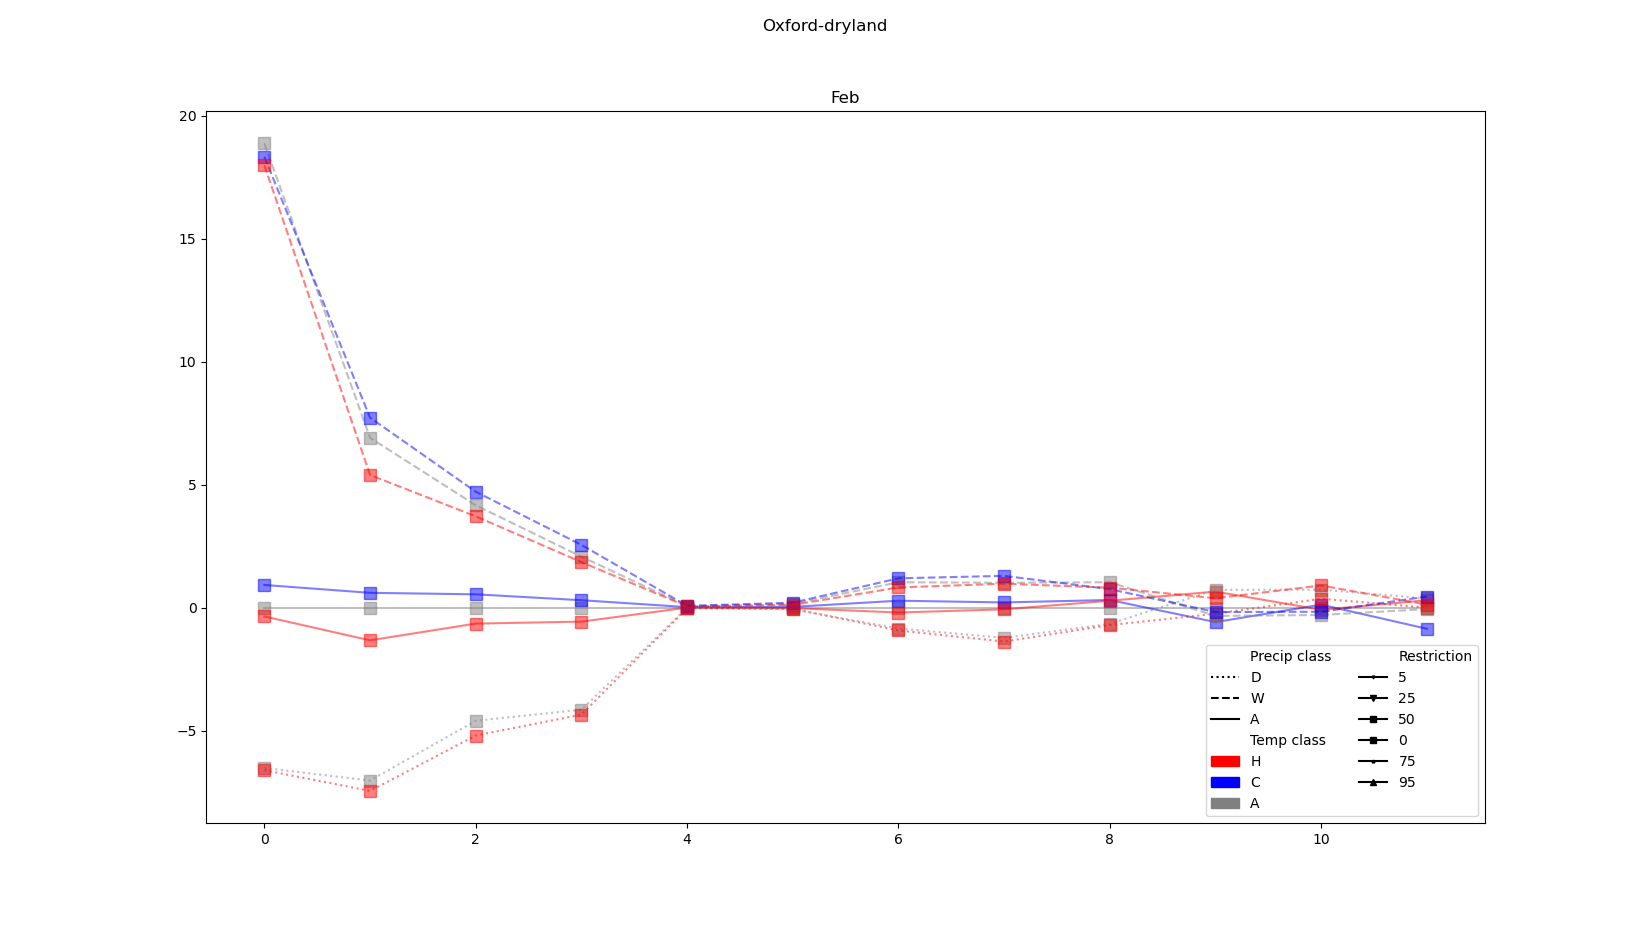 Oxford-dryland
Feb
20
15
10
5
0
−5
0 2 4 6 8 10
Precip class
D
W
A
Temp class
H
C
A
Restriction
5
25
50
0
75
95